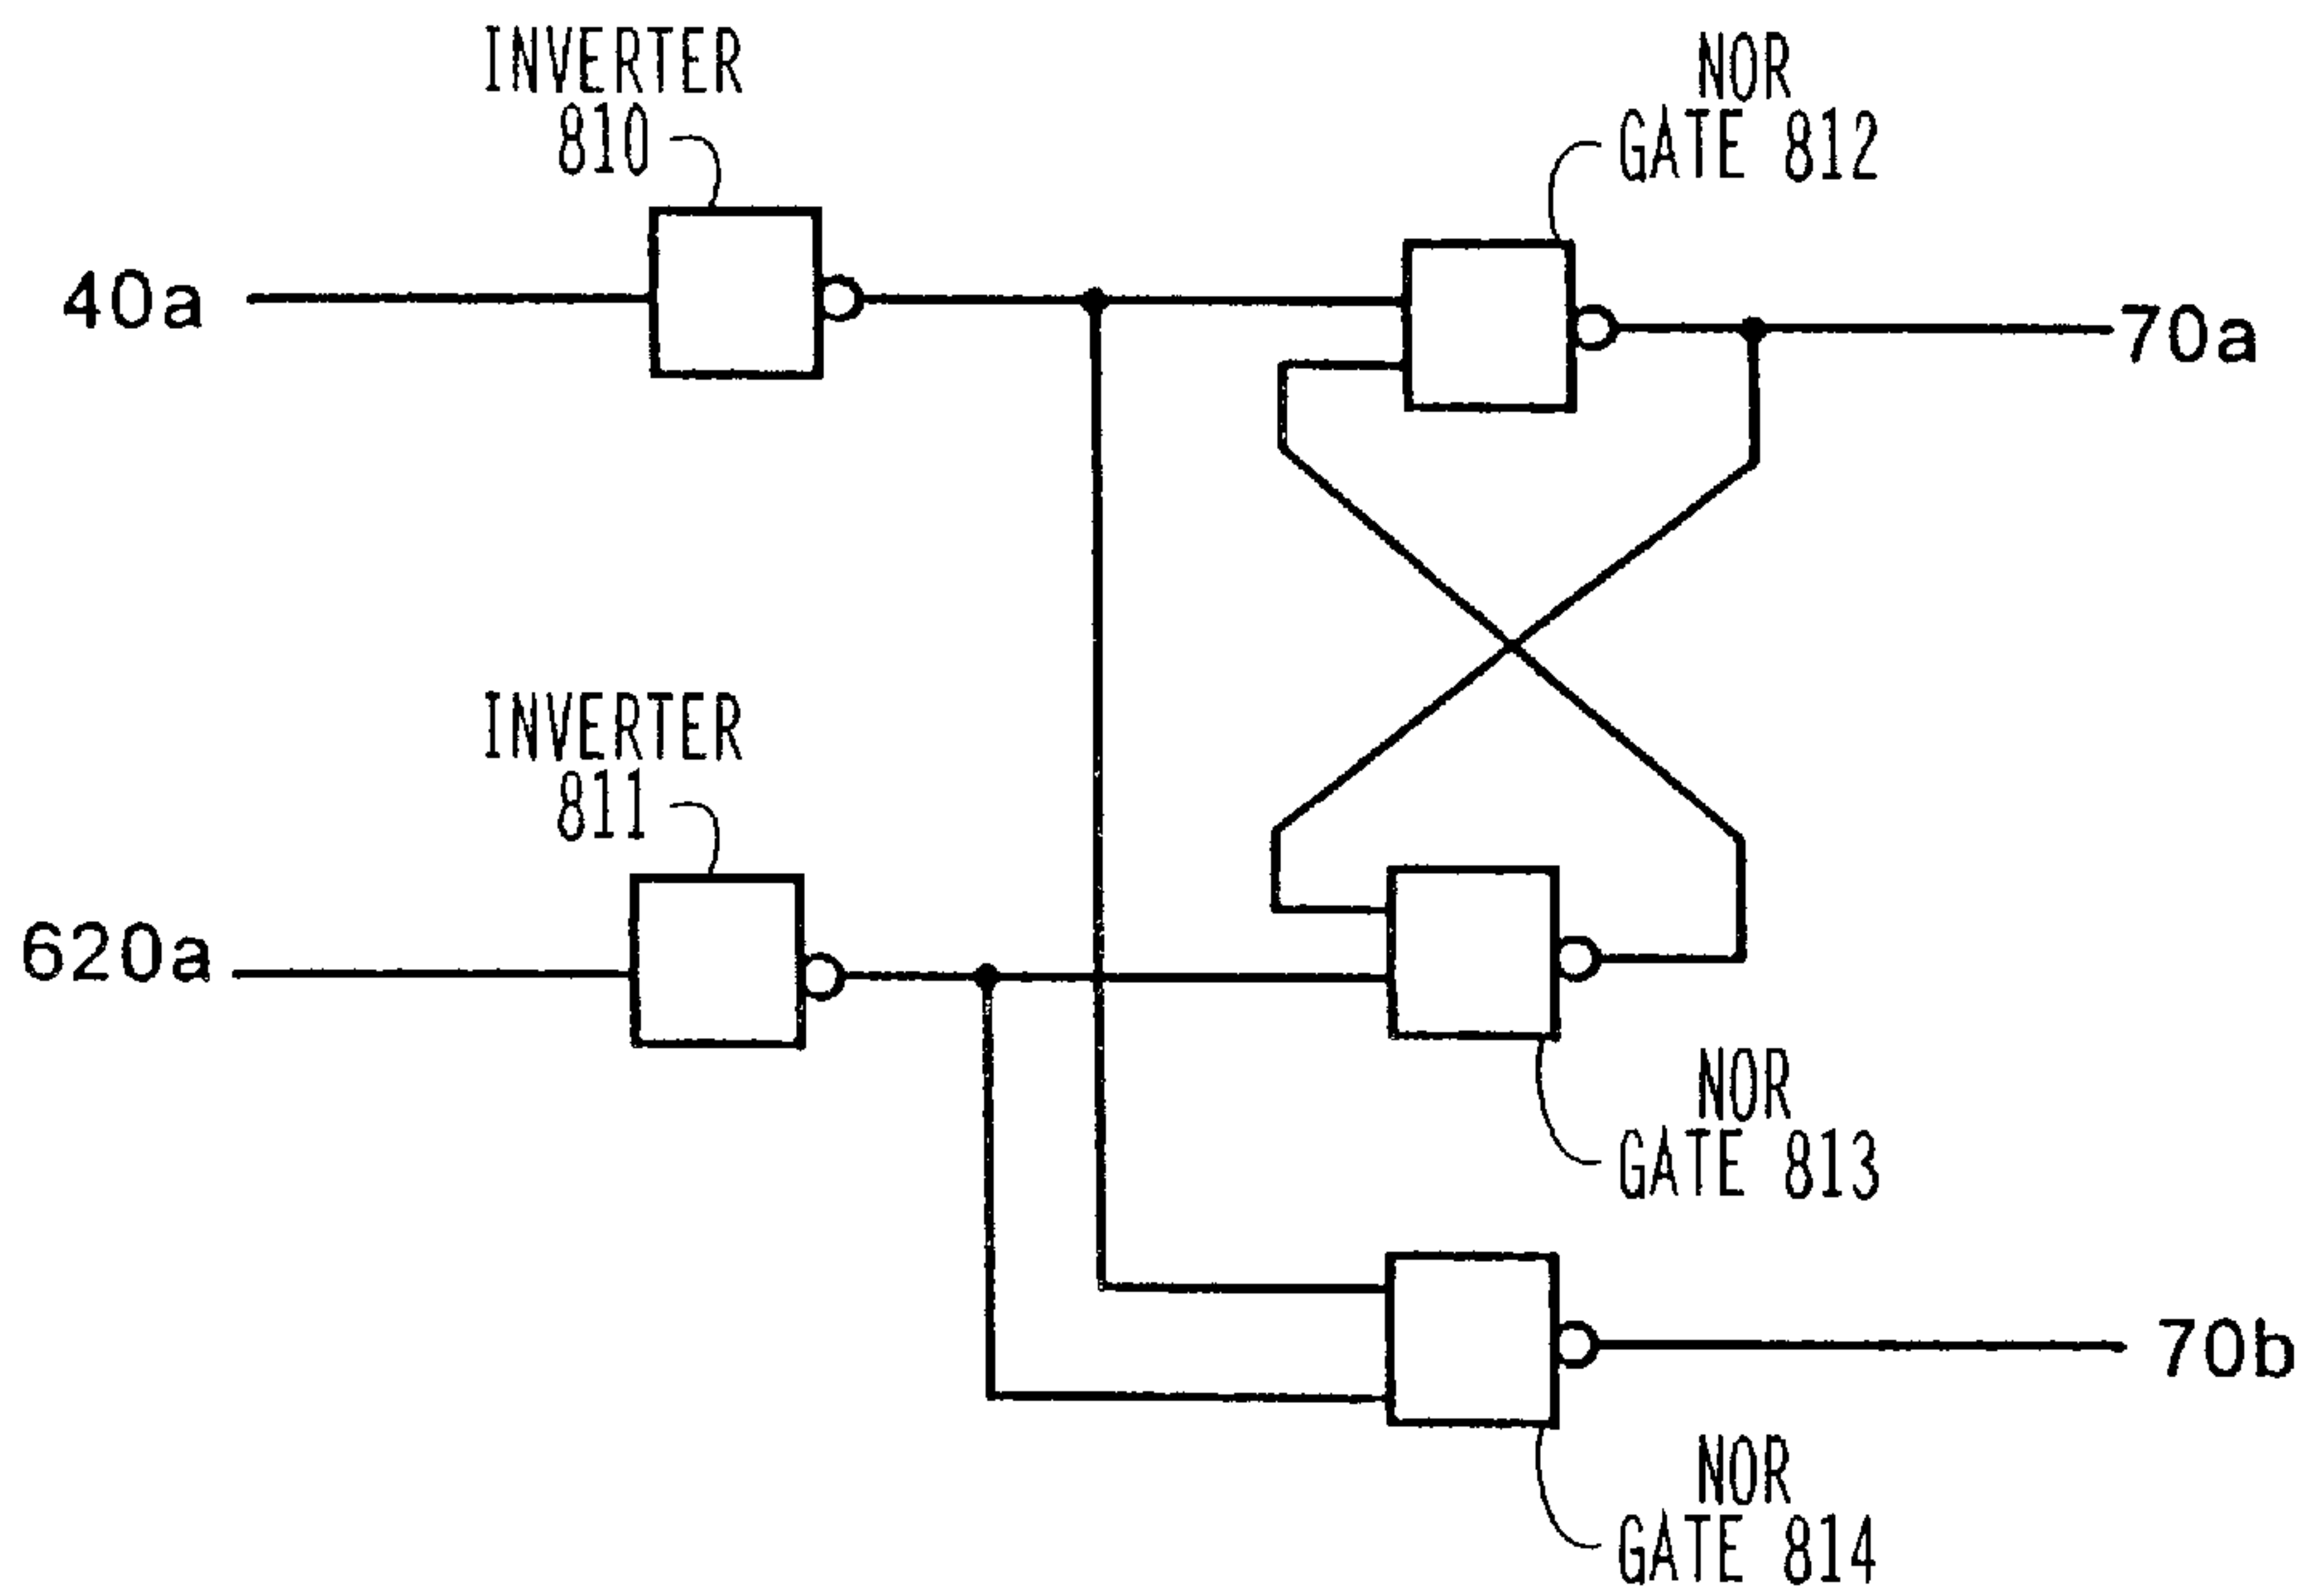 INVERTER
810
NOR
GATE 812
40a
70a
INVERTER
811
620a
NOR
GATE 813
70b
NOR
GATE 814